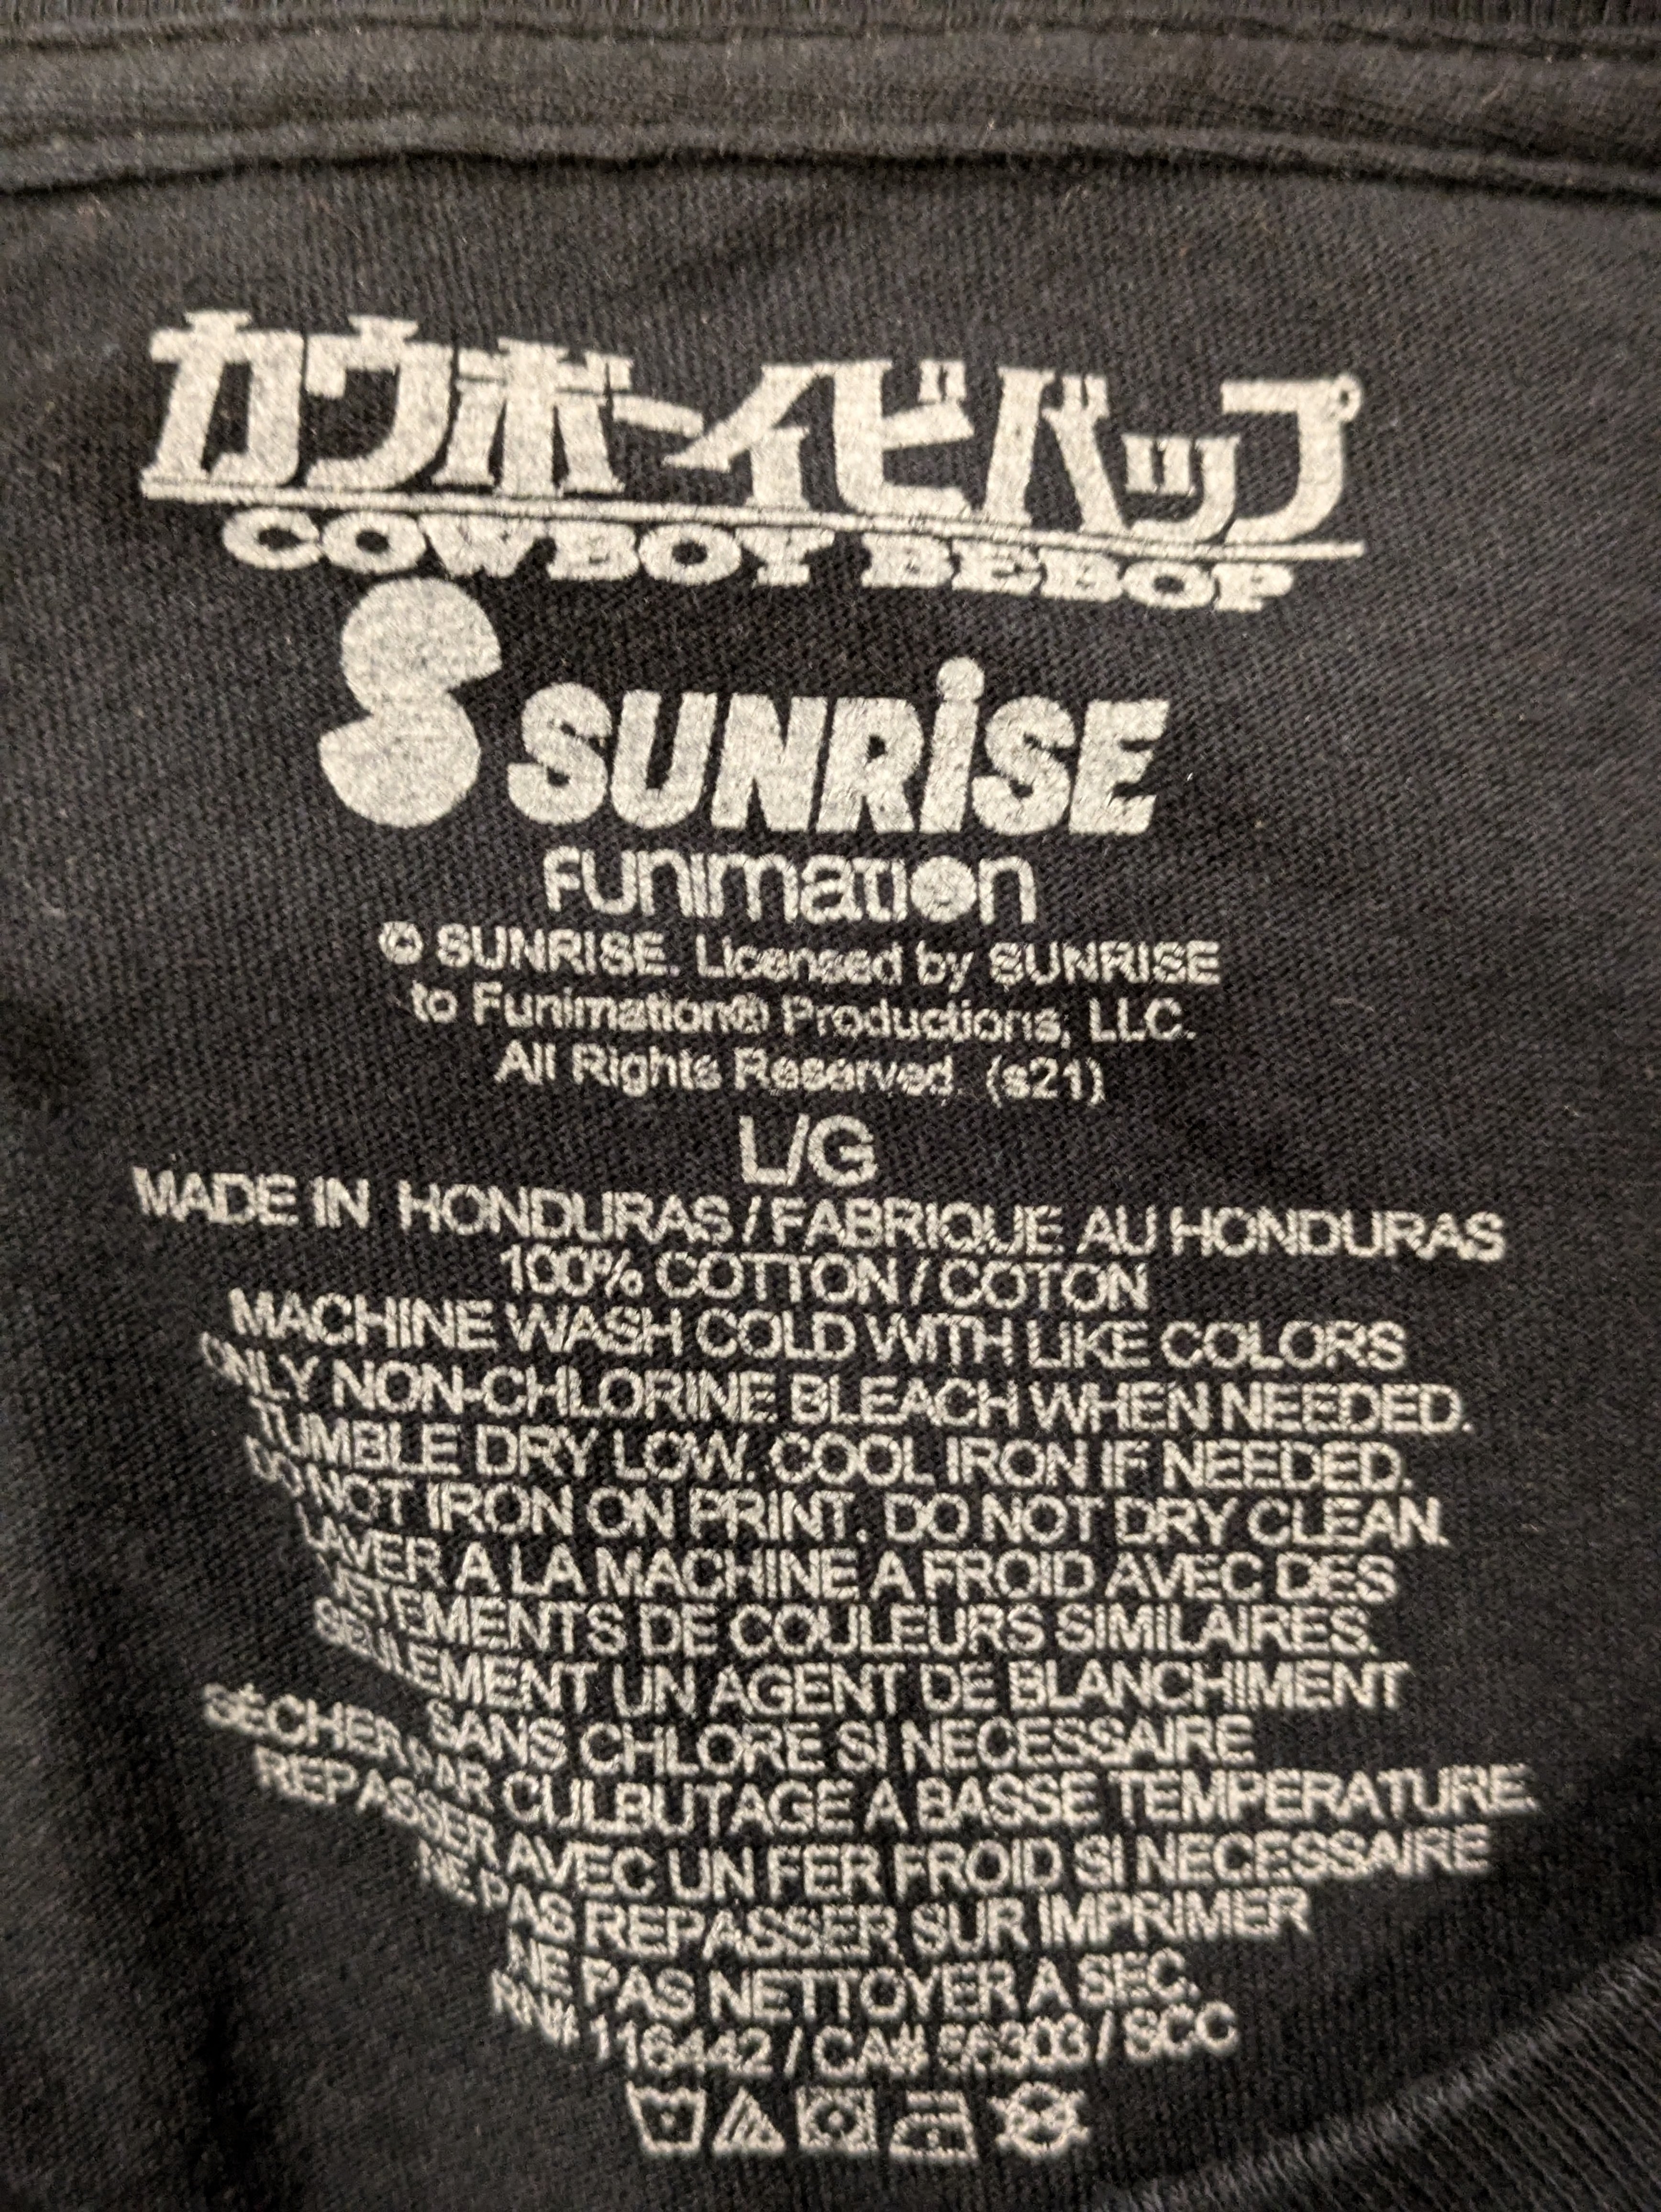 カウボーイビバップ
COWBOY BEBOP
S SUNRiSE
FUnimation
© SUNRISE. Licensed by SUNRISE
to Funimation® Productions, LLC.
All Rights Reserved. (s21)
L/G
MADE IN HONDURAS / FABRIQUE AU HONDURAS
100% COTTON / COTON
MACHINE WASH COLD WITH LIKE COLORS
ONLY NON-CHLORINE BLEACH WHEN NEEDED.
TUMBLE DRY LOW. COOL IRON IF NEEDED.
DO NOT IRON ON PRINT. DO NOT DRY CLEAN.
LAVER A LA MACHINE A FROID AVEC DES
VETEMENTS DE COULEURS SIMILAIRES.
SEULEMENT UN AGENT DE BLANCHIMENT
SANS CHLORE SI NECESSAIRE
SECHER PAR CULBUTAGE A BASSE TEMPERATURE.
REPASSER AVEC UN FER FROID SI NECESSAIRE
NE PAS REPASSER SUR IMPRIMER
NE PAS NETTOYER A SEC.
RN# 116442 / CA# 56303 / SCC